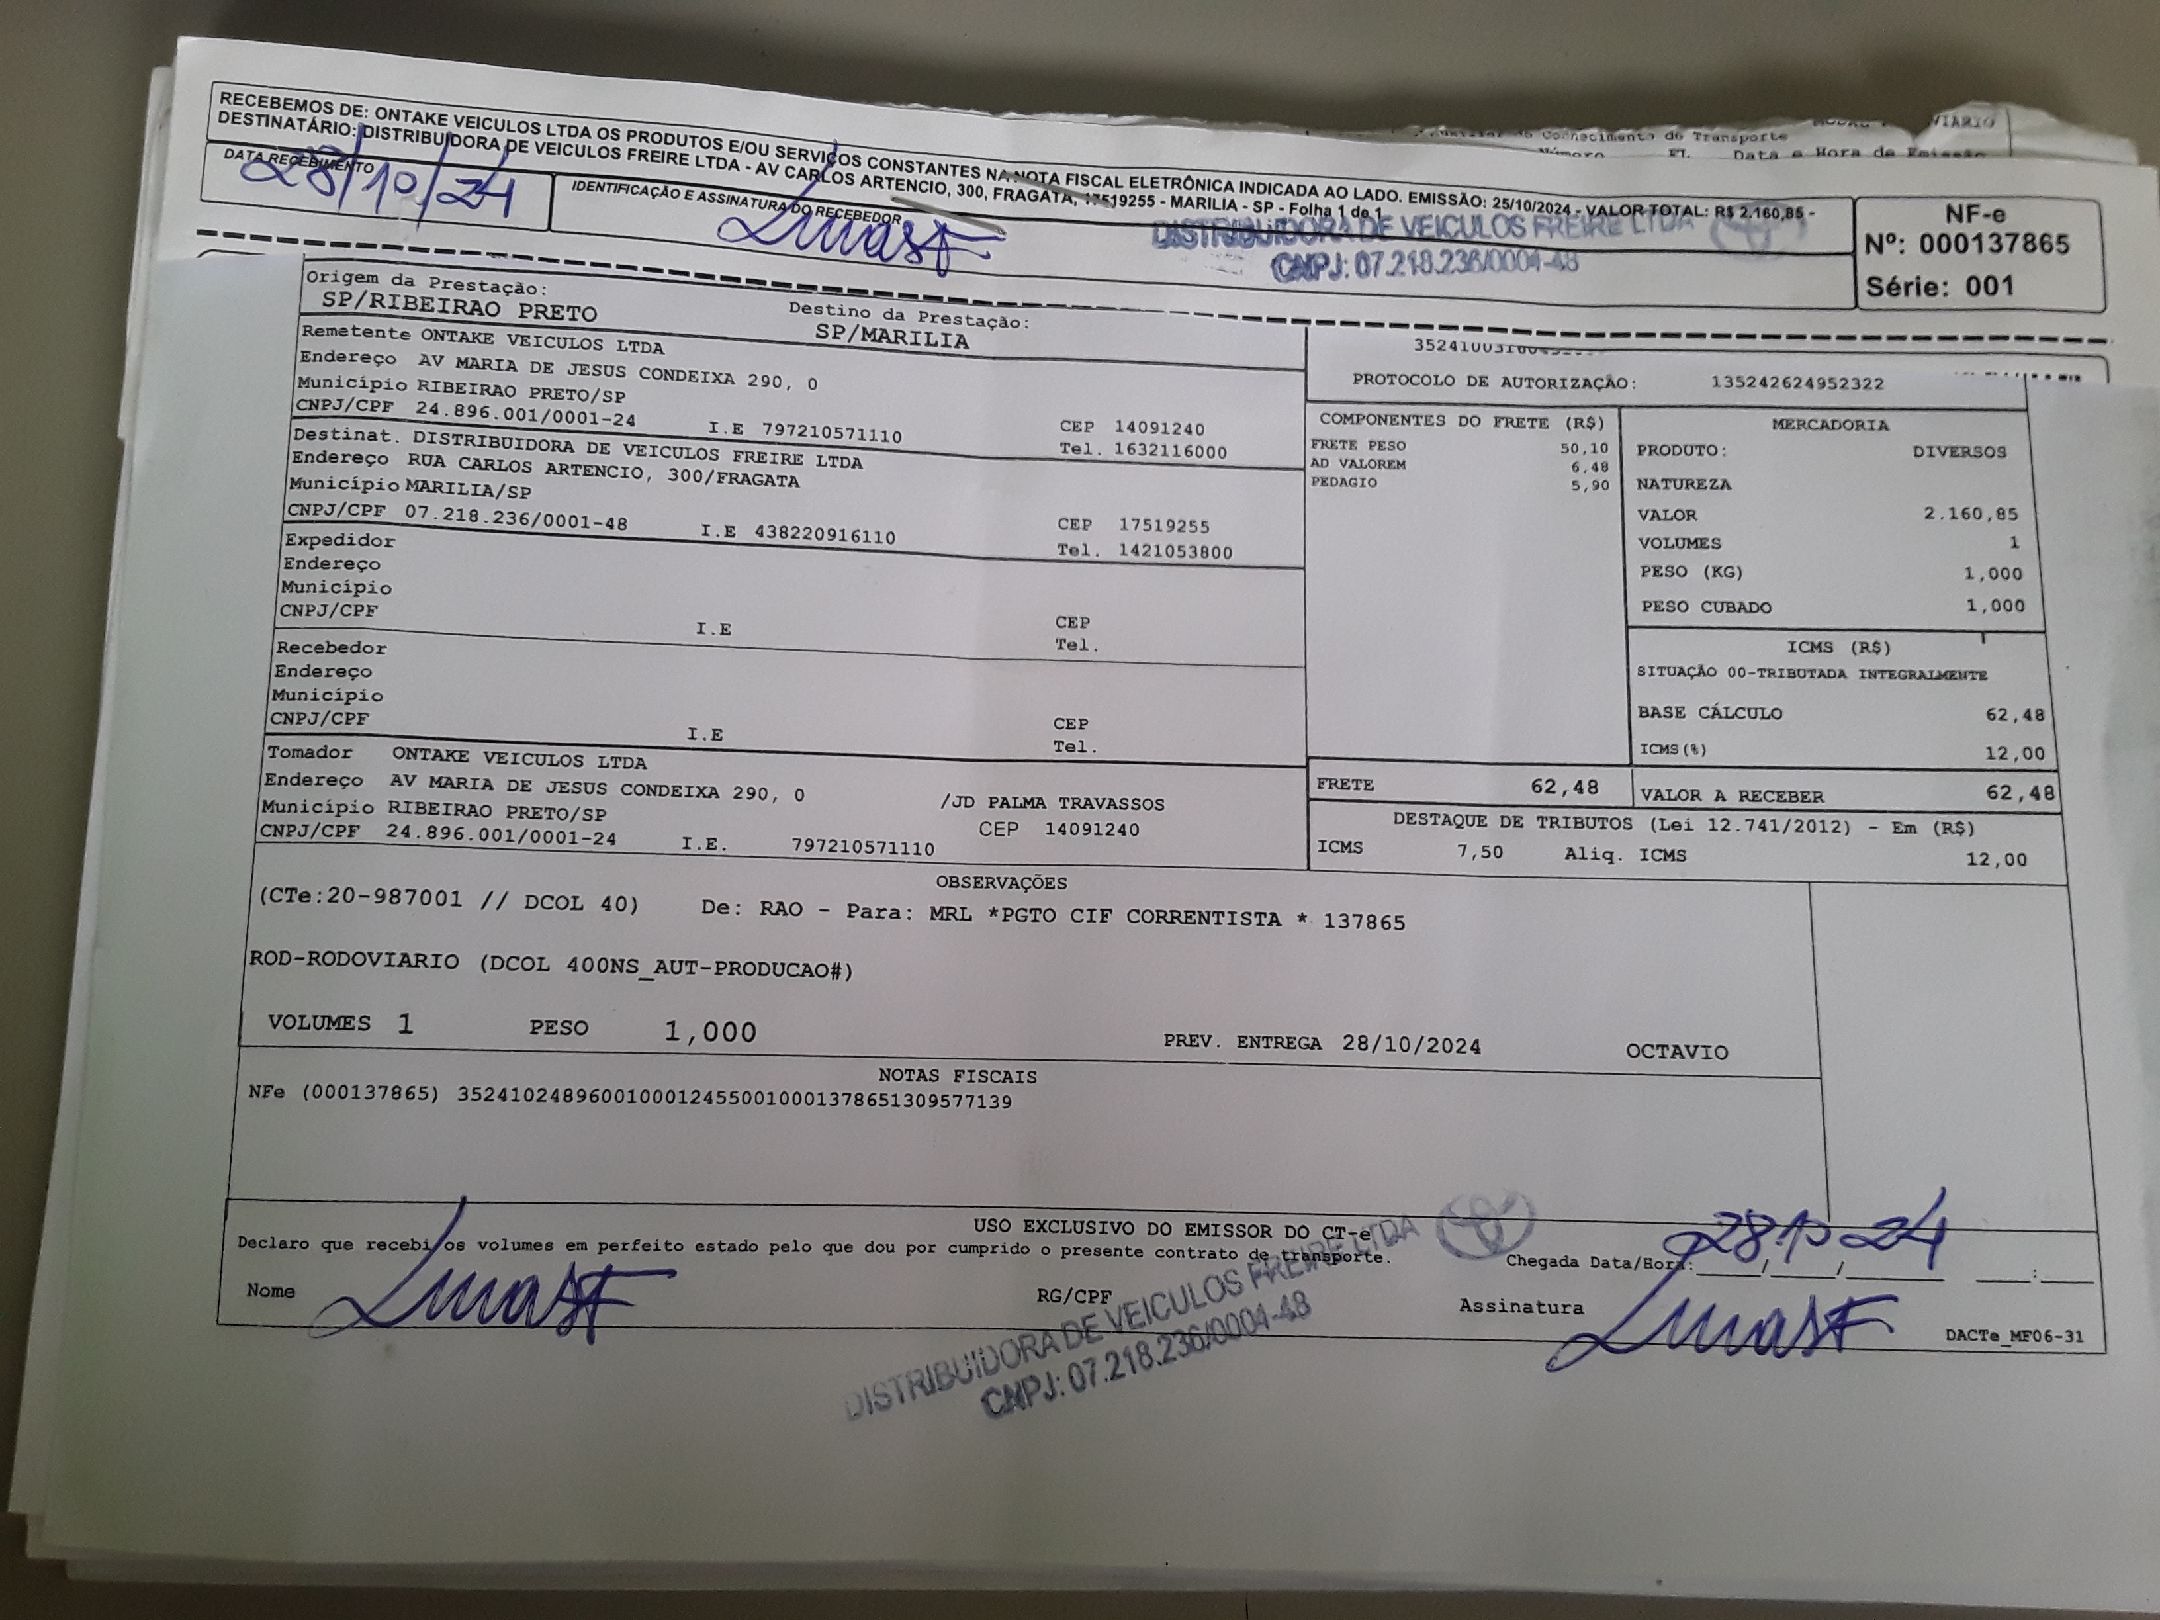 Auxiliar do Conhecimento de Transporte
Número FL. Data e Hora de Emissão
RECEBEMOS DE: ONTAKE VEICULOS LTDA OS PRODUTOS E/OU SERVIÇOS CONSTANTES NA NOTA FISCAL ELETRÔNICA INDICADA AO LADO. EMISSÃO: 25/10/2024 - VALOR TOTAL: R$ 2.160,85 -
DESTINATÁRIO: DISTRIBUIDORA DE VEICULOS FREIRE LTDA - AV CARLOS ARTENCIO, 300, FRAGATA, 17519255 - MARILIA - SP - Folha 1 de 1
DATA RECEBIMENTO
28/10/24
IDENTIFICAÇÃO E ASSINATURA DO RECEBEDOR
DISTRIBUIDORA DE VEICULOS FREIRE LTDA
CNPJ: 07.218.236/0004-48
NF-e
Nº: 000137865
Série: 001
Origem da Prestação:
SP/RIBEIRAO PRETO
Destino da Prestação:
SP/MARILIA
Remetente ONTAKE VEICULOS LTDA
Endereço AV MARIA DE JESUS CONDEIXA 290, 0
Município RIBEIRAO PRETO/SP
CNPJ/CPF 24.896.001/0001-24 I.E 797210571110 CEP 14091240
Tel. 1632116000
Destinat. DISTRIBUIDORA DE VEICULOS FREIRE LTDA
Endereço RUA CARLOS ARTENCIO, 300/FRAGATA
Município MARILIA/SP
CNPJ/CPF 07.218.236/0001-48 I.E 438220916110 CEP 17519255
Tel. 1421053800
Expedidor
Endereço
Município
CNPJ/CPF I.E CEP
Tel.
Recebedor
Endereço
Município
CNPJ/CPF I.E CEP
Tel.
Tomador ONTAKE VEICULOS LTDA
Endereço AV MARIA DE JESUS CONDEIXA 290, 0 /JD PALMA TRAVASSOS
Município RIBEIRAO PRETO/SP CEP 14091240
CNPJ/CPF 24.896.001/0001-24 I.E. 797210571110
PROTOCOLO DE AUTORIZAÇÃO: 135242624952322
COMPONENTES DO FRETE (R$)
FRETE PESO 50,10
AD VALOREM 6,48
PEDAGIO 5,90
MERCADORIA
PRODUTO: DIVERSOS
NATUREZA
VALOR 2.160,85
VOLUMES 1
PESO (KG) 1,000
PESO CUBADO 1,000
ICMS (R$)
SITUAÇÃO 00-TRIBUTADA INTEGRALMENTE
BASE CÁLCULO 62,48
ICMS(%) 12,00
FRETE 62,48 VALOR A RECEBER 62,48
DESTAQUE DE TRIBUTOS (Lei 12.741/2012) - Em (R$)
ICMS 7,50 Aliq. ICMS 12,00
OBSERVAÇÕES
(CTe:20-987001 // DCOL 40) De: RAO - Para: MRL *PGTO CIF CORRENTISTA * 137865
ROD-RODOVIARIO (DCOL 400NS_AUT-PRODUCAO#)
VOLUMES 1 PESO 1,000 PREV. ENTREGA 28/10/2024 OCTAVIO
NOTAS FISCAIS
NFe (000137865) 35241024896001000124550010001378651309577139
USO EXCLUSIVO DO EMISSOR DO CT-e
Declaro que recebi os volumes em perfeito estado pelo que dou por cumprido o presente contrato de transporte.
Chegada Data/Hora: 28 10 24
Nome RG/CPF Assinatura
DISTRIBUIDORA DE VEICULOS FREIRE LTDA
CNPJ: 07.218.236/0004-48
DACTe_MF06-31